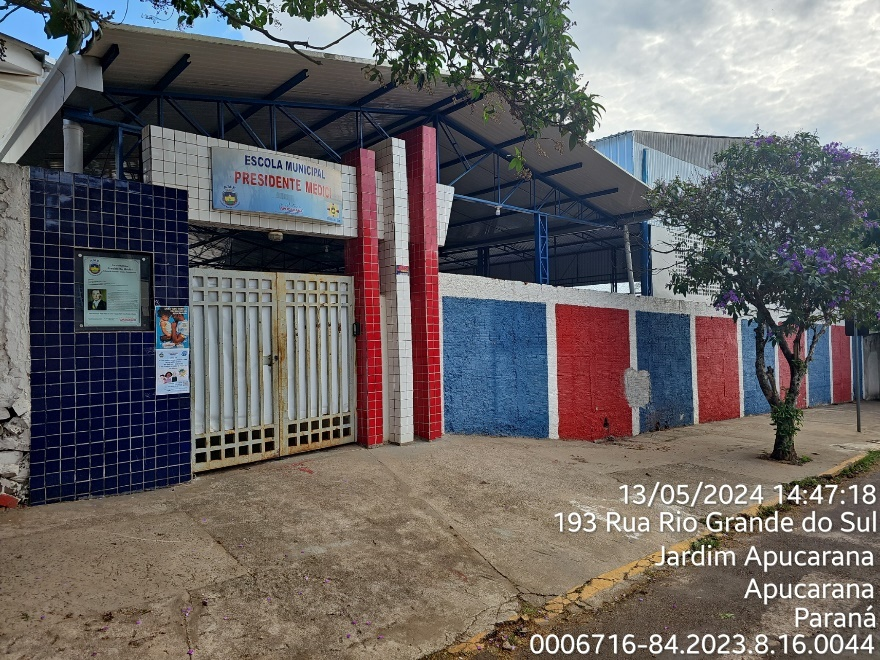 ESCOLA MUNICIPAL
PRESIDENTE MEDICI
13/05/2024 14:47:18
193 Rua Rio Grande do Sul
Jardim Apucarana
Apucarana
Paraná
0006716-84.2023.8.16.0044